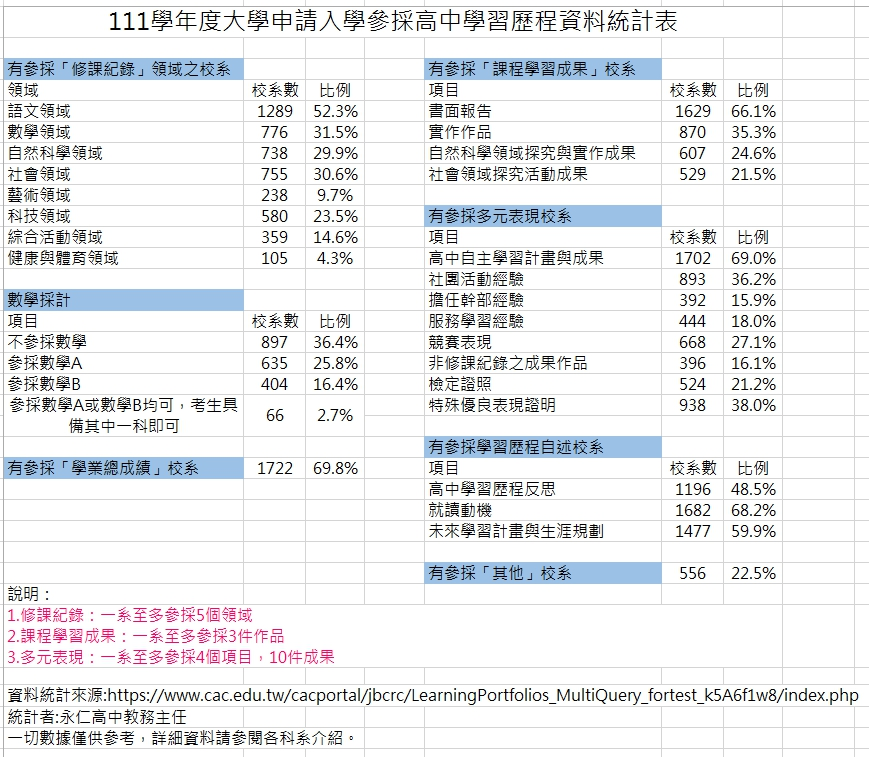 111學年度大學申請入學參採高中學習歷程資料統計表
有參採「修課紀錄」領域之校系
領域 校系數 比例
語文領域 1289 52.3%
數學領域 776 31.5%
自然科學領域 738 29.9%
社會領域 755 30.6%
藝術領域 238 9.7%
科技領域 580 23.5%
綜合活動領域 359 14.6%
健康與體育領域 105 4.3%
數學採計
項目 校系數 比例
不參採數學 897 36.4%
參採數學A 635 25.8%
參採數學B 404 16.4%
參採數學A或數學B均可，考生具
備其中一科即可 66 2.7%
有參採「學業總成績」校系 1722 69.8%
有參採「課程學習成果」校系
項目 校系數 比例
書面報告 1629 66.1%
實作作品 870 35.3%
自然科學領域探究與實作成果 607 24.6%
社會領域探究活動成果 529 21.5%
有參採多元表現校系
項目 校系數 比例
高中自主學習計畫與成果 1702 69.0%
社團活動經驗 893 36.2%
擔任幹部經驗 392 15.9%
服務學習經驗 444 18.0%
競賽表現 668 27.1%
非修課紀錄之成果作品 396 16.1%
檢定證照 524 21.2%
特殊優良表現證明 938 38.0%
有參採學習歷程自述校系
項目 校系數 比例
高中學習歷程反思 1196 48.5%
就讀動機 1682 68.2%
未來學習計畫與生涯規劃 1477 59.9%
有參採「其他」校系 556 22.5%
說明：
1.修課紀錄：一系至多參採5個領域
2.課程學習成果：一系至多參採3件作品
3.多元表現：一系至多參採4個項目，10件成果
資料統計來源:https://www.cac.edu.tw/cacportal/jbcrc/LearningPortfolios_MultiQuery_fortest_k5A6f1w8/index.php
統計者:永仁高中教務主任
一切數據僅供參考，詳細資料請參閱各科系介紹。